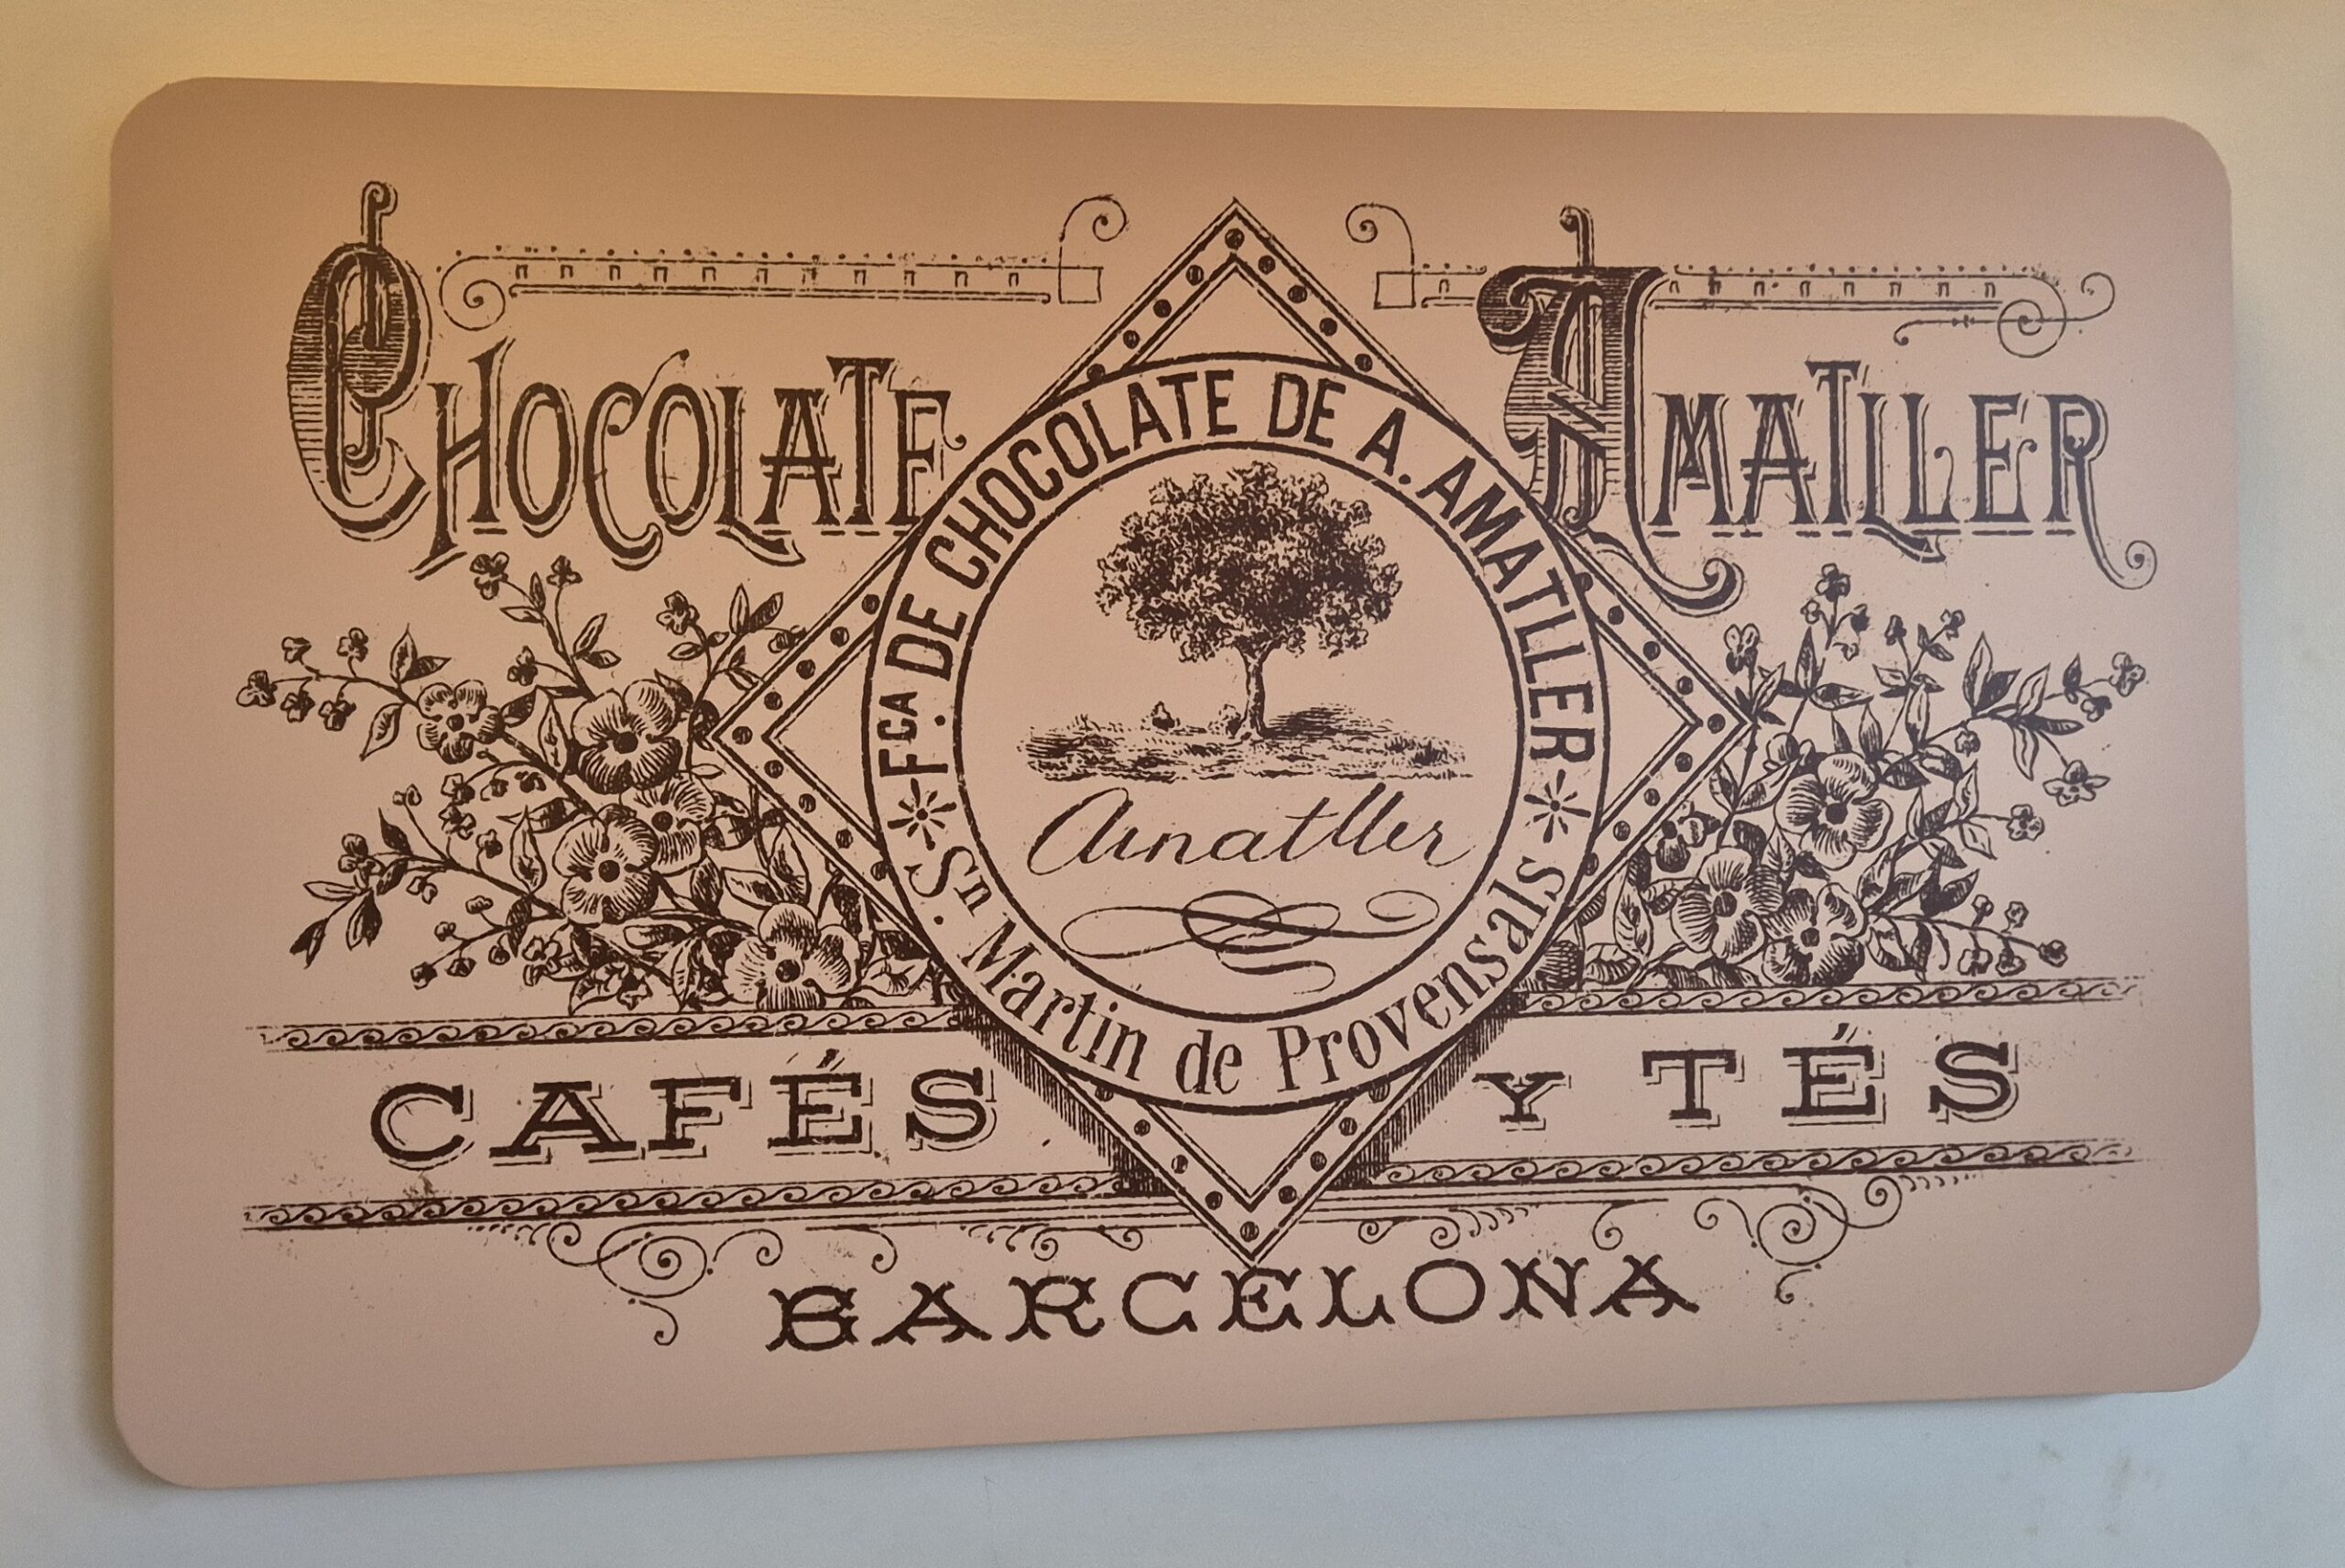 CHOCOLATE AMATLLER
FCA. DE CHOCOLATE DE A. AMATLLER
Amatller
Sn. Martin de Provensals
CAFÉS Y TÉS
BARCELONA